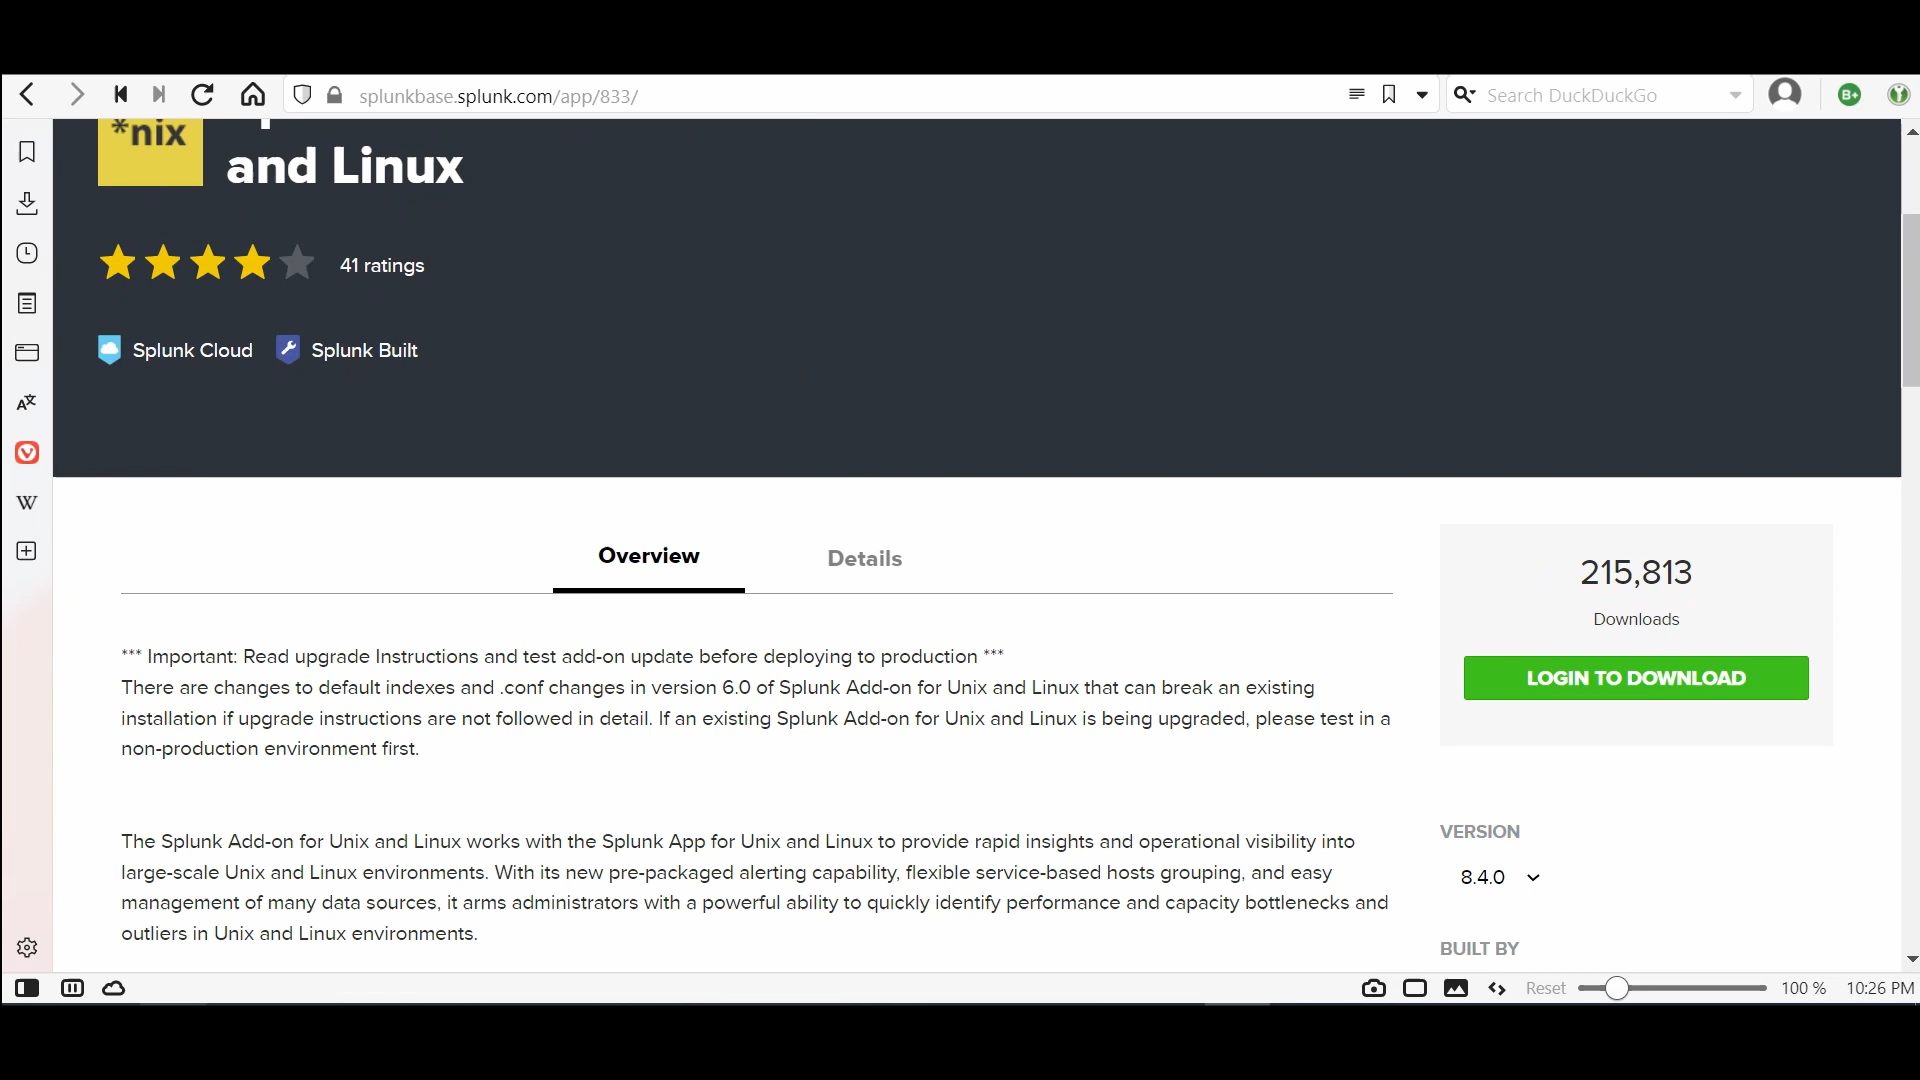 splunkbase.splunk.com/app/833/
Search DuckDuckGo
B+
*nix
and Linux
41 ratings
Splunk Cloud
Splunk Built
Overview
Details
215,813
Downloads
LOGIN TO DOWNLOAD
*** Important: Read upgrade Instructions and test add-on update before deploying to production ***
There are changes to default indexes and .conf changes in version 6.0 of Splunk Add-on for Unix and Linux that can break an existing
installation if upgrade instructions are not followed in detail. If an existing Splunk Add-on for Unix and Linux is being upgraded, please test in a
non-production environment first.
The Splunk Add-on for Unix and Linux works with the Splunk App for Unix and Linux to provide rapid insights and operational visibility into
large-scale Unix and Linux environments. With its new pre-packaged alerting capability, flexible service-based hosts grouping, and easy
management of many data sources, it arms administrators with a powerful ability to quickly identify performance and capacity bottlenecks and
outliers in Unix and Linux environments.
VERSION
8.4.0
BUILT BY
W
Reset
100 %
10:26 PM